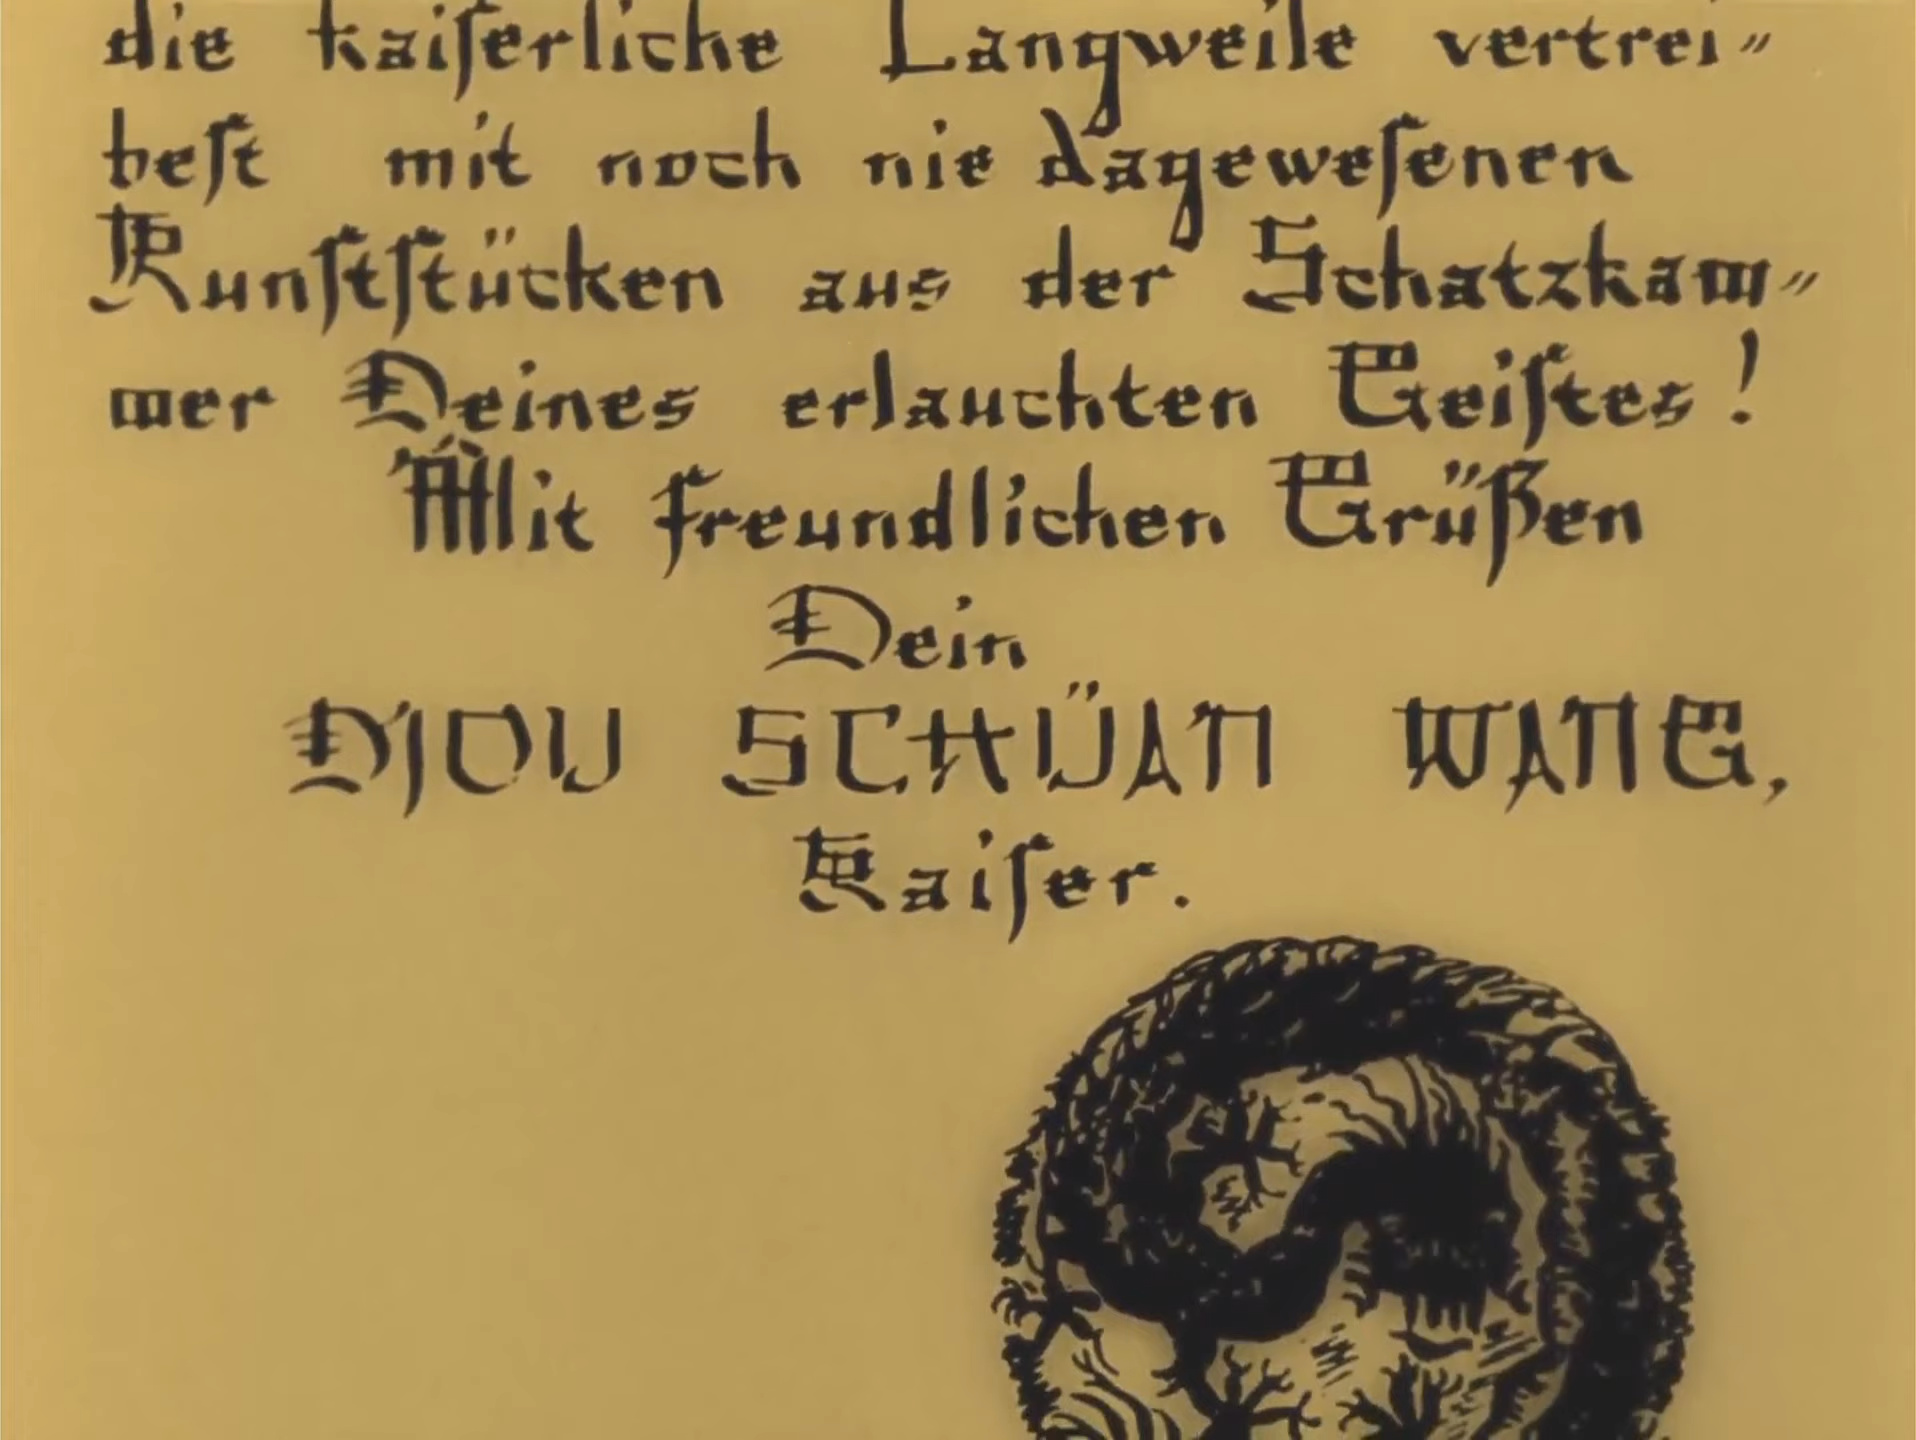 die kaiſerliche Langweile vertrei⸗
beſt mit noch nie dageweſenen
Kunſtſtücken aus der Schatzkam⸗
mer Deines erlauchten Geiſtes!
Mit freundlichen Grüßen
Dein
DJOU SCHÜAN WANG,
Kaiſer.